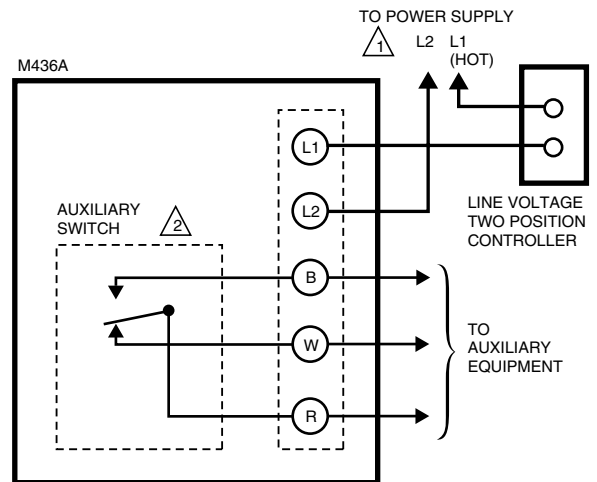 TO POWER SUPPLY
1
L2 L1
(HOT)
M436A
L1
L2
LINE VOLTAGE
TWO POSITION
CONTROLLER
AUXILIARY
SWITCH
2
B
W
R
TO
AUXILIARY
EQUIPMENT